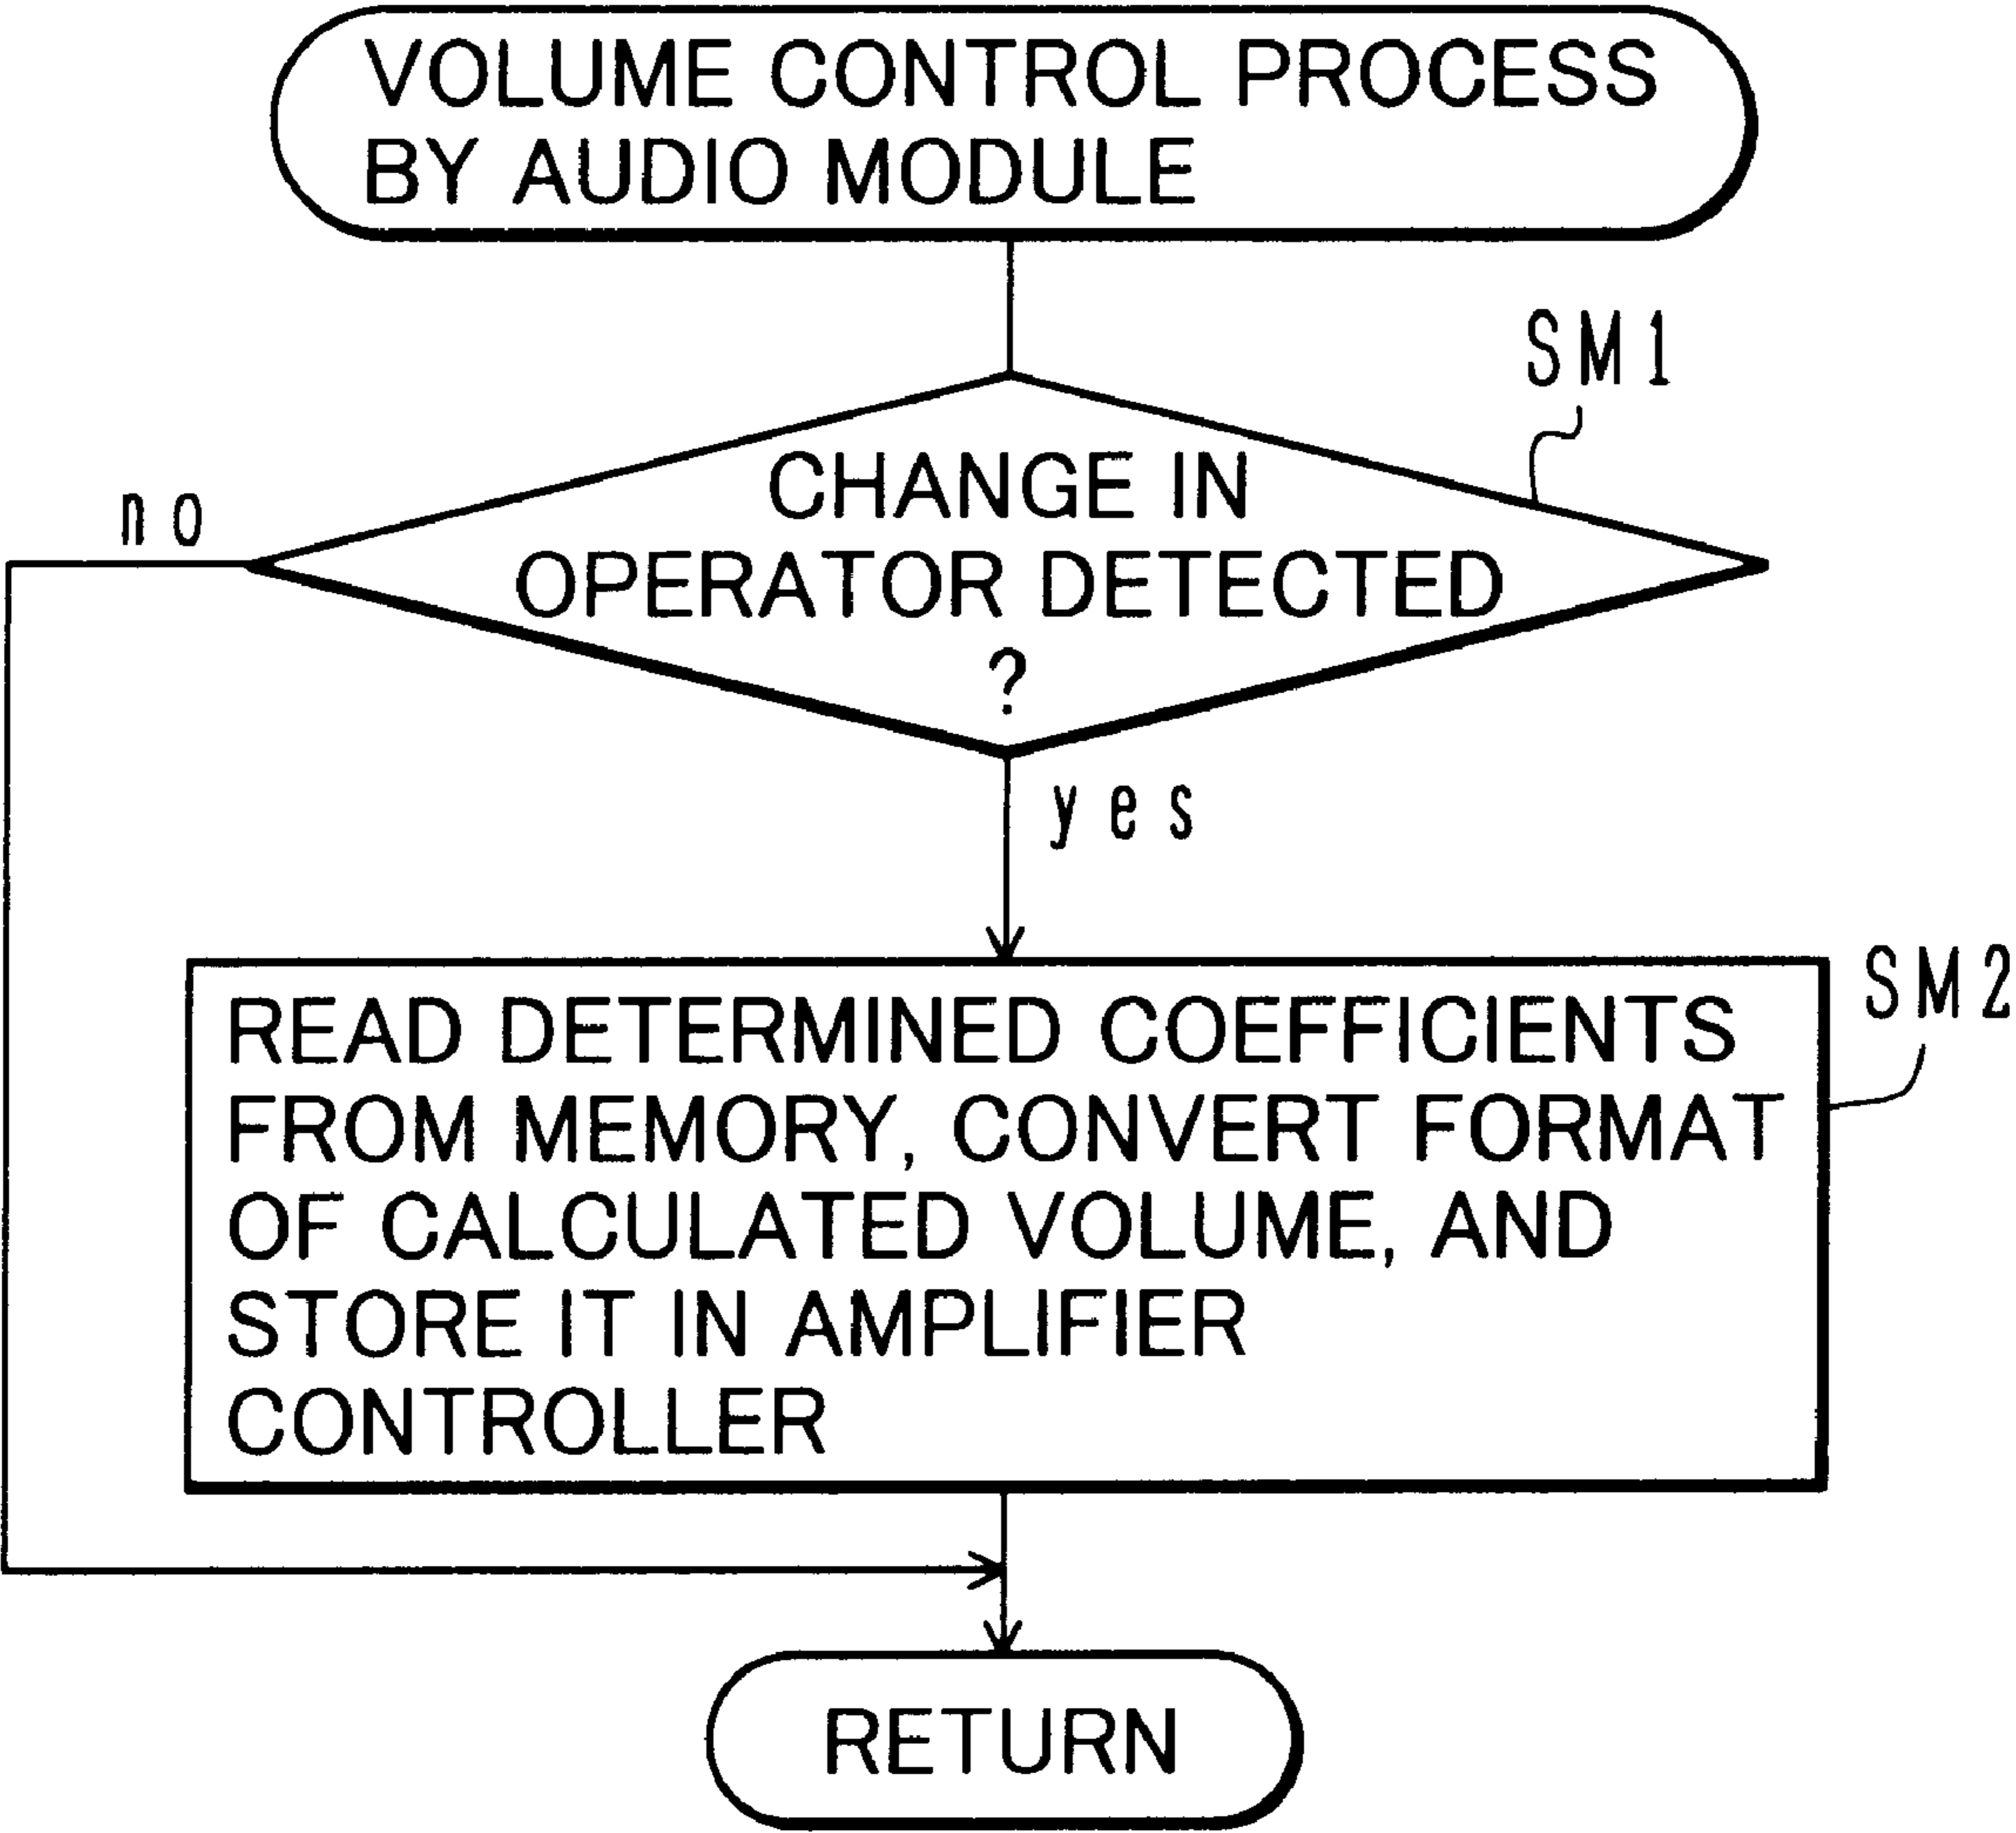 VOLUME CONTROL PROCESS
BY AUDIO MODULE
SM1
CHANGE IN
OPERATOR DETECTED
?
no
yes
SM2
READ DETERMINED COEFFICIENTS
FROM MEMORY, CONVERT FORMAT
OF CALCULATED VOLUME, AND
STORE IT IN AMPLIFIER
CONTROLLER
RETURN